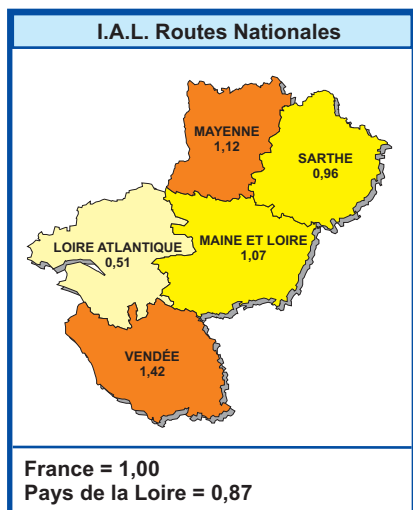 I.A.L. Routes Nationales
MAYENNE
1,12
SARTHE
0,96
LOIRE ATLANTIQUE
0,51
MAINE ET LOIRE
1,07
VENDÉE
1,42
France = 1,00
Pays de la Loire = 0,87